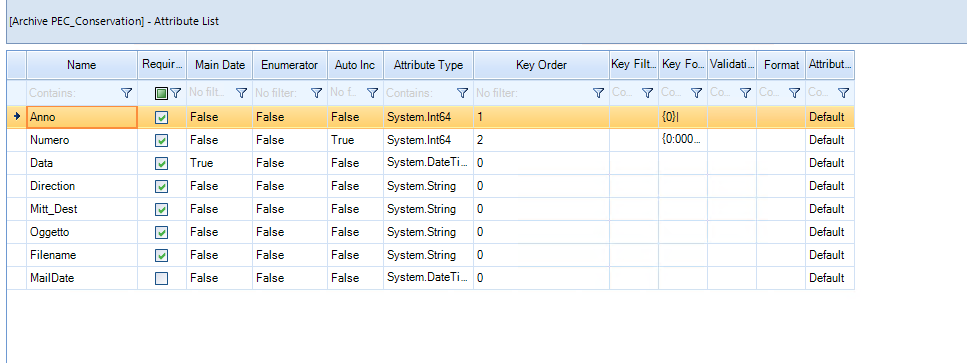 [Archive PEC_Conservation] - Attribute List
Name Requir... Main Date Enumerator Auto Inc Attribute Type Key Order Key Filt... Key Fo... Validati... Format Attribut...
Contains: No filt... No filter: No f... Contains: No filter: Co... Co... Co... Co... Co...
Anno False False False System.Int64 1 {0}| Default
Numero False False True System.Int64 2 {0:000... Default
Data True False False System.DateTi... 0 Default
Direction False False False System.String 0 Default
Mitt_Dest False False False System.String 0 Default
Oggetto False False False System.String 0 Default
Filename False False False System.String 0 Default
MailDate False False False System.DateTi... 0 Default